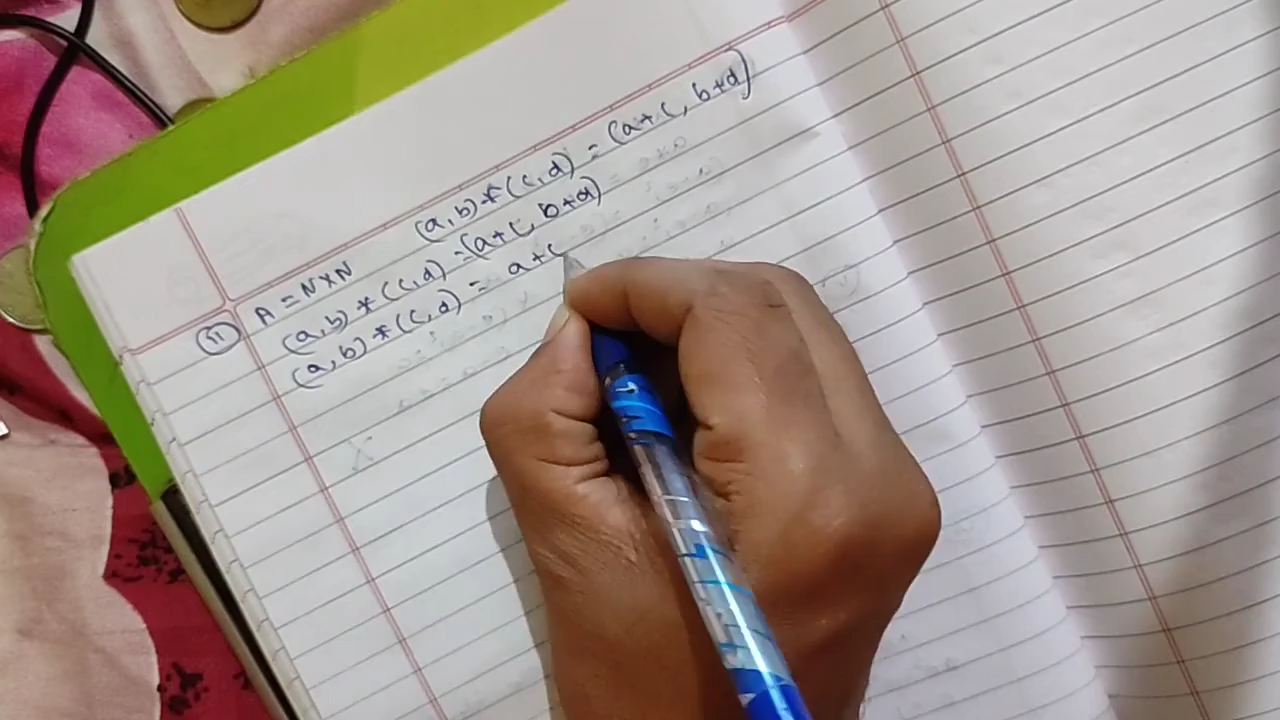 (a,b)*(c,d) = (a+c, b+d)
(11) A = N×N
(a,b)*(c,d) = (a+c, b+d)
(a,b)*(c,d) = a+c